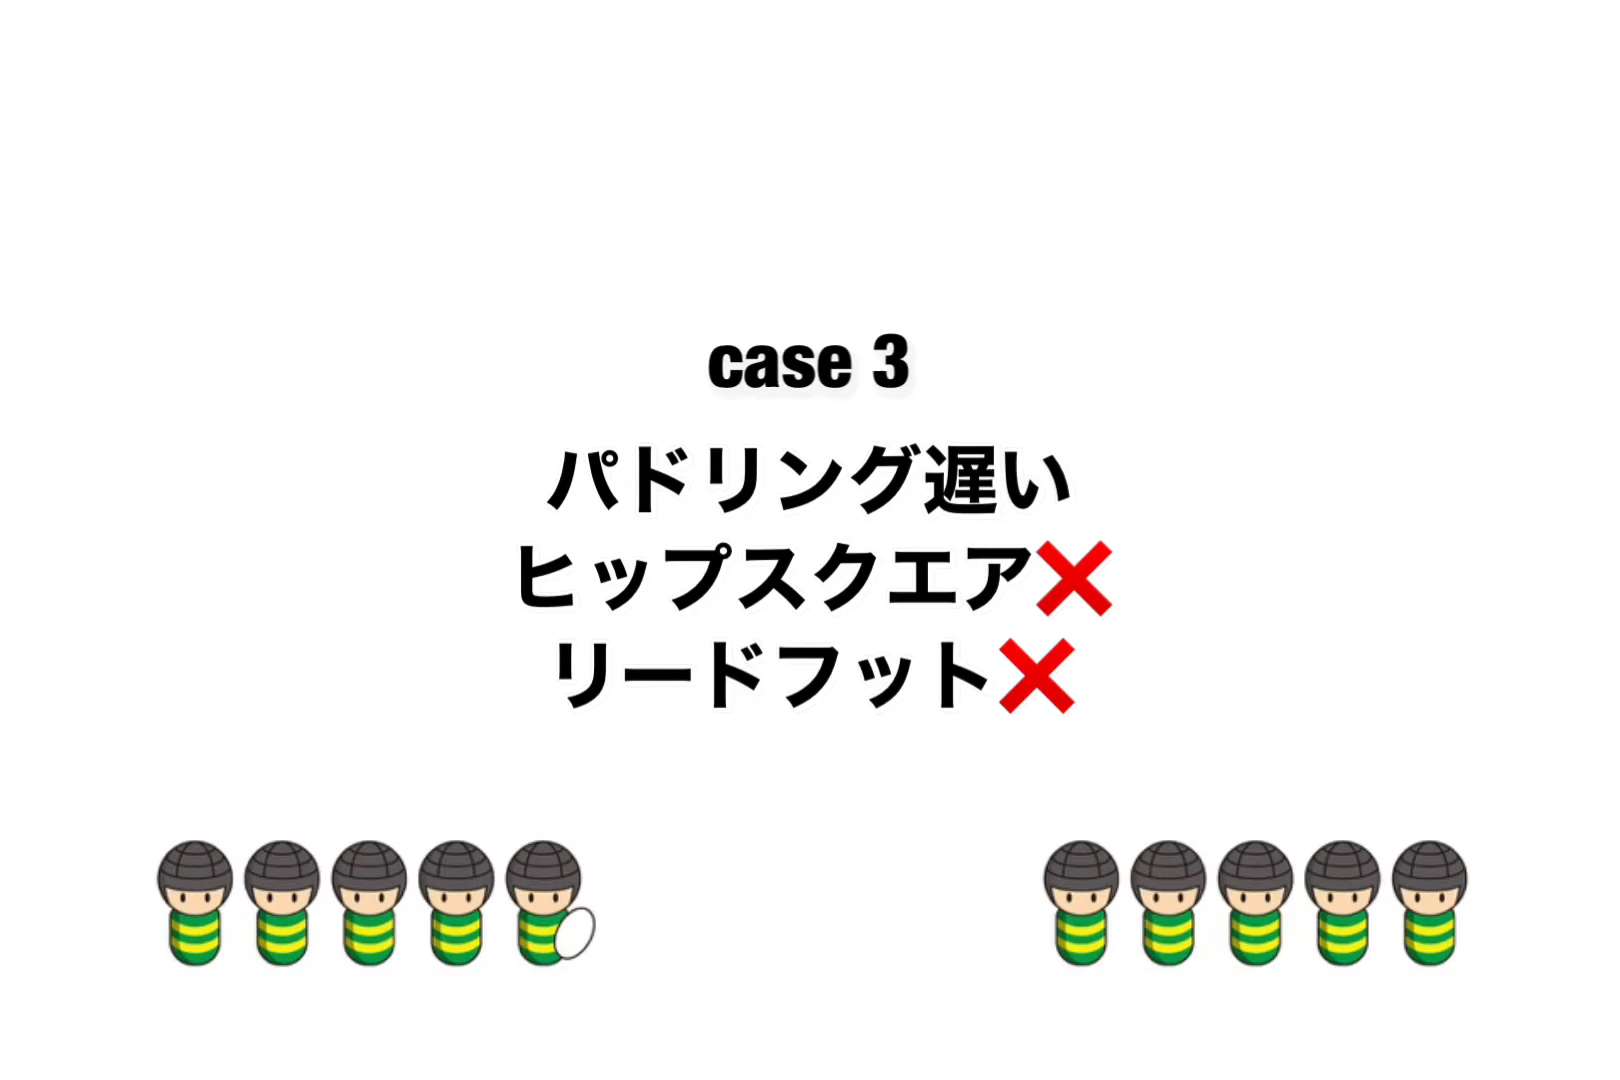 case 3
パドリング遅い
ヒップスクエア❌
リードフット❌